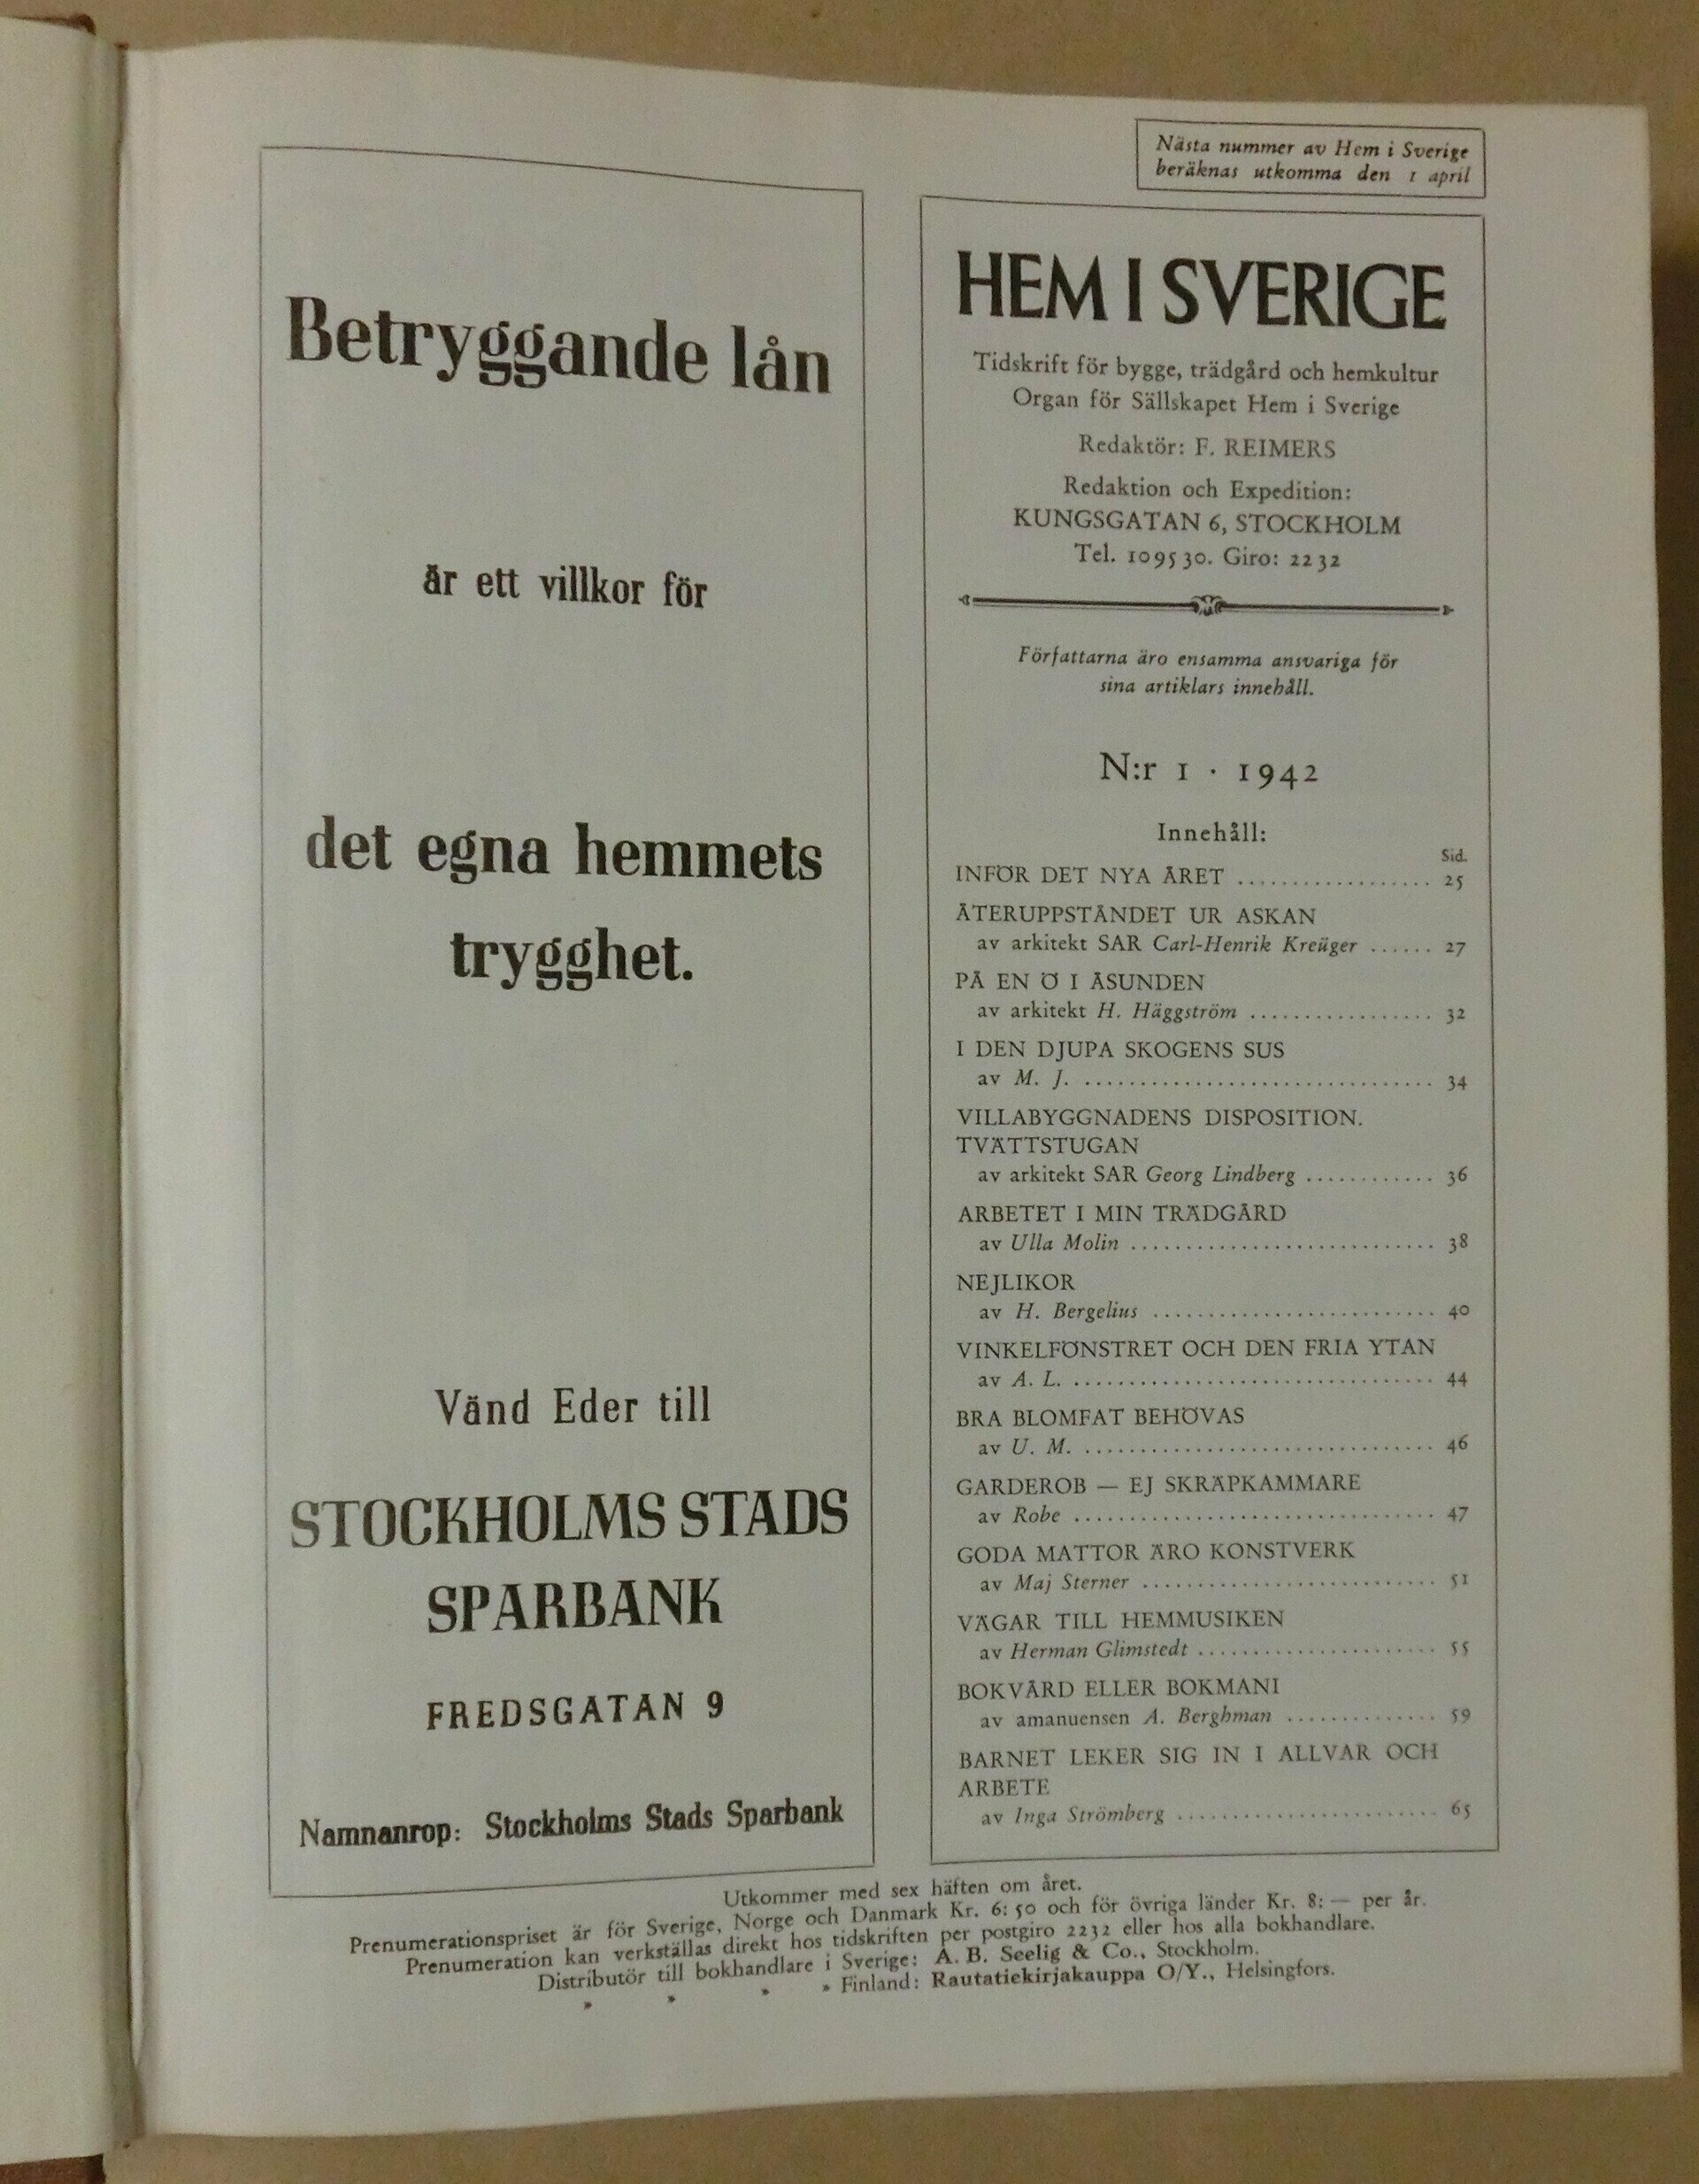 Betryggande lån
är ett villkor för
det egna hemmets
trygghet.
Vänd Eder till
STOCKHOLMS STADS
SPARBANK
FREDSGATAN 9
Namnanrop: Stockholms Stads Sparbank
Nästa nummer av Hem i Sverige
beräknas utkomma den 1 april
HEM I SVERIGE
Tidskrift för bygge, trädgård och hemkultur
Organ för Sällskapet Hem i Sverige
Redaktör: F. REIMERS
Redaktion och Expedition:
KUNGSGATAN 6, STOCKHOLM
Tel. 109530. Giro: 2232
Författarna äro ensamma ansvariga för
sina artiklars innehåll.
N:r 1 · 1942
Innehåll:
Sid.
INFÖR DET NYA ÅRET .................. 25
ÅTERUPPSTÅNDET UR ASKAN
av arkitekt SAR Carl-Henrik Kreüger ...... 27
PÅ EN Ö I ÅSUNDEN
av arkitekt H. Häggström ................. 32
I DEN DJUPA SKOGENS SUS
av M. J. ................................ 34
VILLABYGGNADENS DISPOSITION.
TVÄTTSTUGAN
av arkitekt SAR Georg Lindberg ............ 36
ARBETET I MIN TRÄDGÅRD
av Ulla Molin ............................ 38
NEJLIKOR
av H. Bergelius .......................... 40
VINKELFÖNSTRET OCH DEN FRIA YTAN
av A. L. ................................. 44
BRA BLOMFAT BEHÖVAS
av U. M. ................................ 46
GARDEROB — EJ SKRÄPKAMMARE
av Robe ................................. 47
GODA MATTOR ÄRO KONSTVERK
av Maj Sterner ........................... 51
VÄGAR TILL HEMMUSIKEN
av Herman Glimstedt ...................... 55
BOKVÅRD ELLER BOKMANI
av amanuensen A. Berghman .............. 59
BARNET LEKER SIG IN I ALLVAR OCH
ARBETE
av Inga Strömberg ........................ 65
Utkommer med sex häften om året.
Prenumerationspriset är för Sverige, Norge och Danmark Kr. 6: 50 och för övriga länder Kr. 8: — per år.
Prenumeration kan verkställas direkt hos tidskriften per postgiro 2232 eller hos alla bokhandlare.
Distributör till bokhandlare i Sverige: A. B. Seelig & Co., Stockholm.
» » » » Finland: Rautatiekirjakauppa O/Y., Helsingfors.